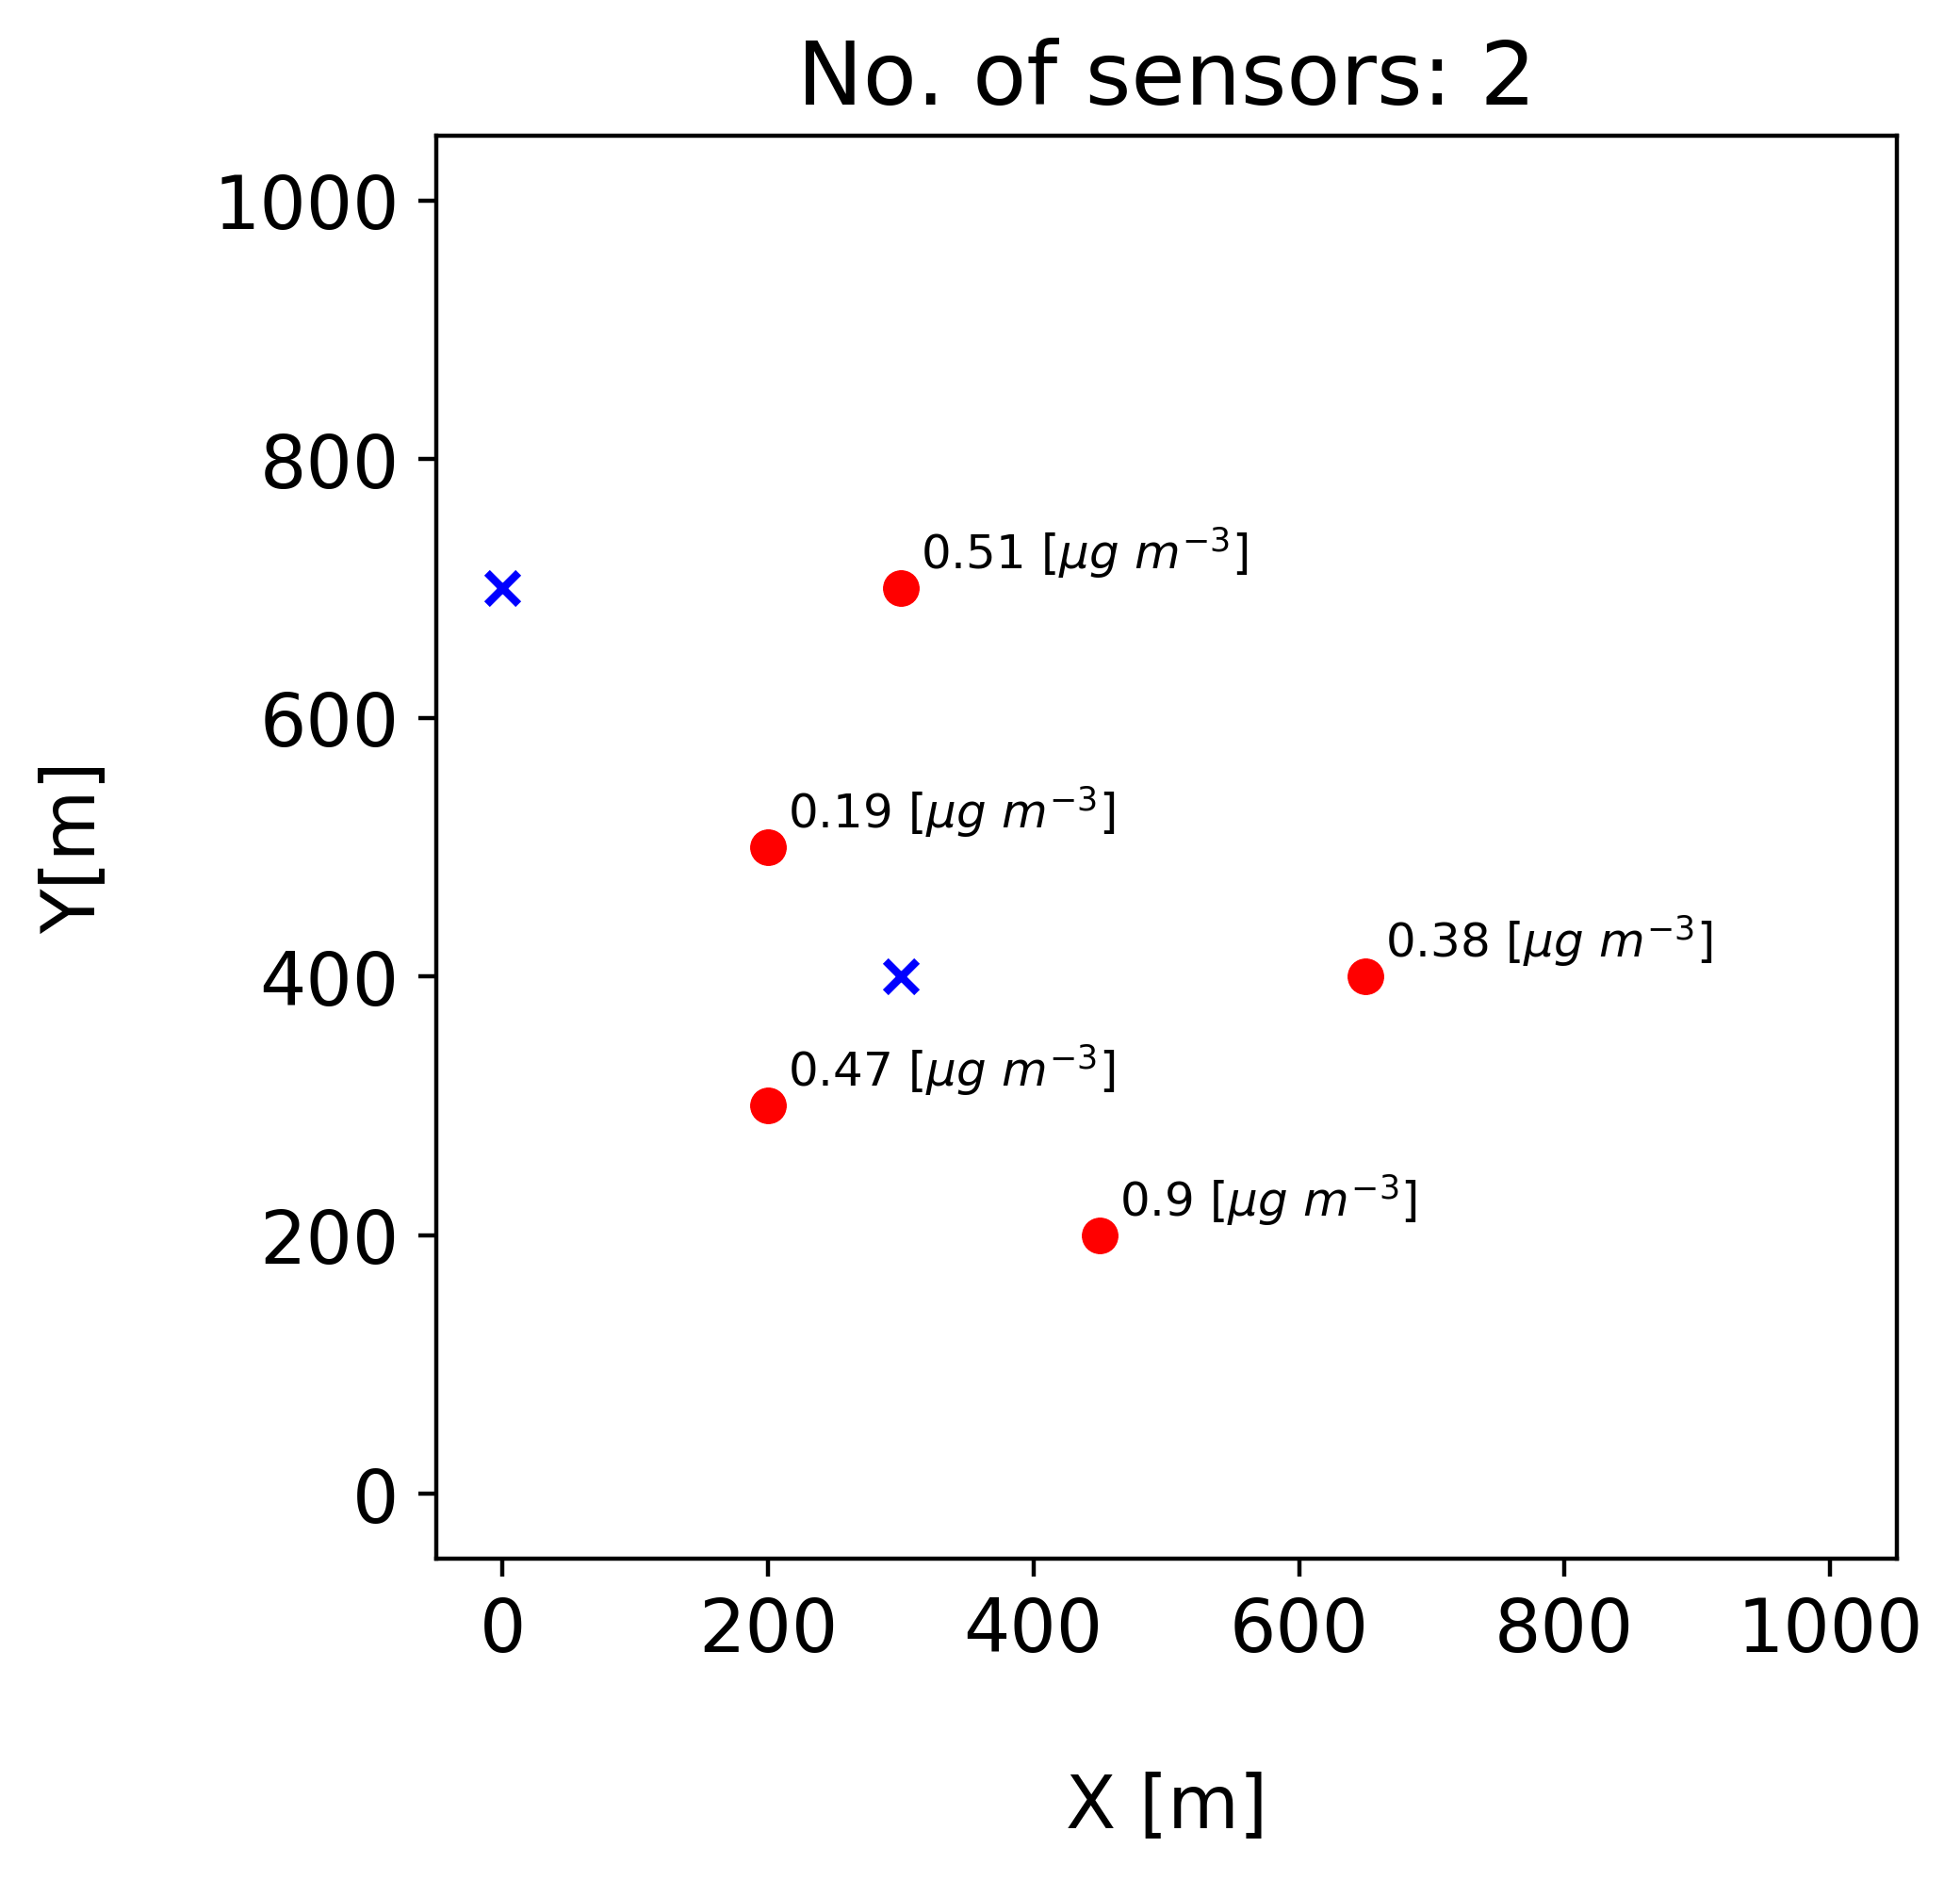 No. of sensors: 2
1000
800
600
400
200
0
Y[m]
0.51 [μg m⁻³]
0.19 [μg m⁻³]
0.38 [μg m⁻³]
0.47 [μg m⁻³]
0.9 [μg m⁻³]
0 200 400 600 800 1000
X [m]